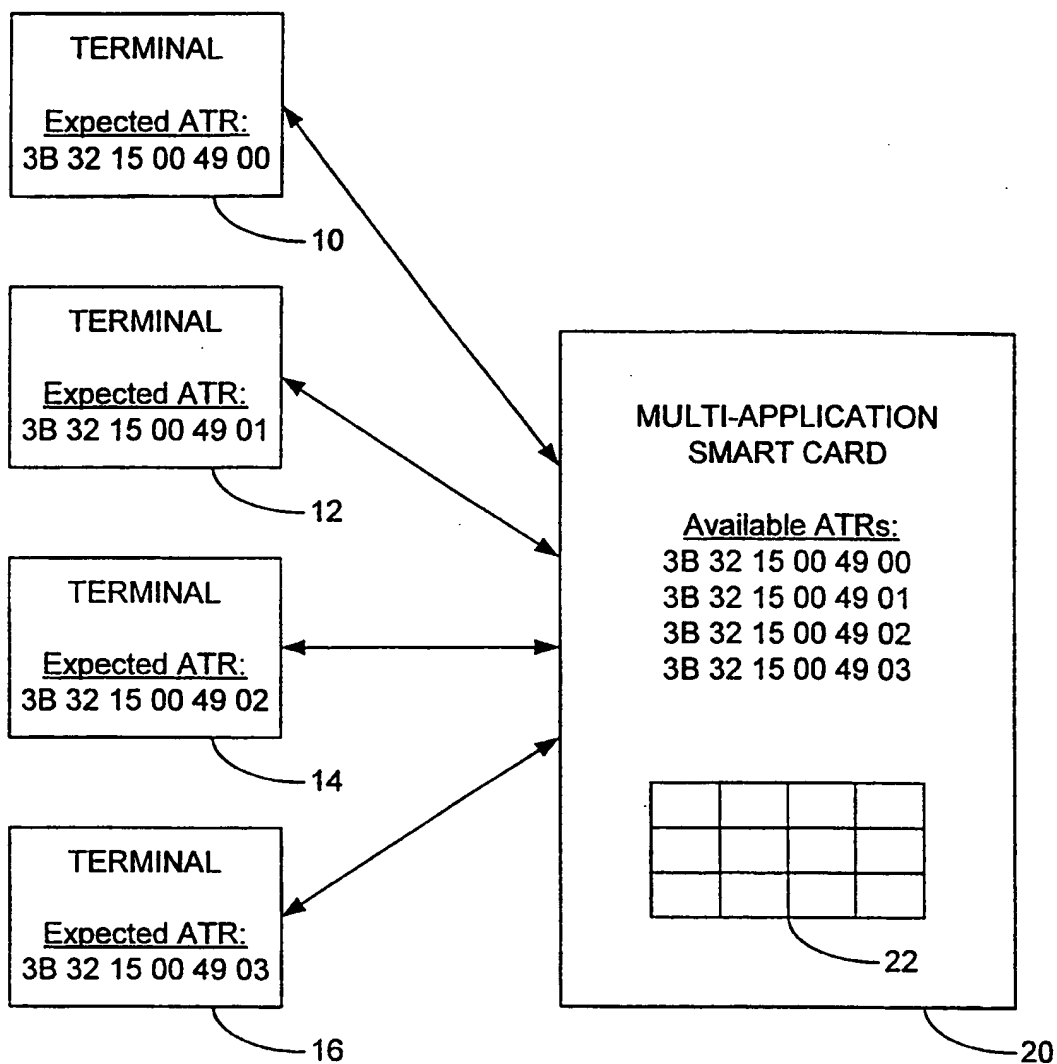 TERMINAL
Expected ATR:
3B 32 15 00 49 00
10
TERMINAL
Expected ATR:
3B 32 15 00 49 01
12
TERMINAL
Expected ATR:
3B 32 15 00 49 02
14
TERMINAL
Expected ATR:
3B 32 15 00 49 03
16
MULTI-APPLICATION
SMART CARD
Available ATRs:
3B 32 15 00 49 00
3B 32 15 00 49 01
3B 32 15 00 49 02
3B 32 15 00 49 03
22
20